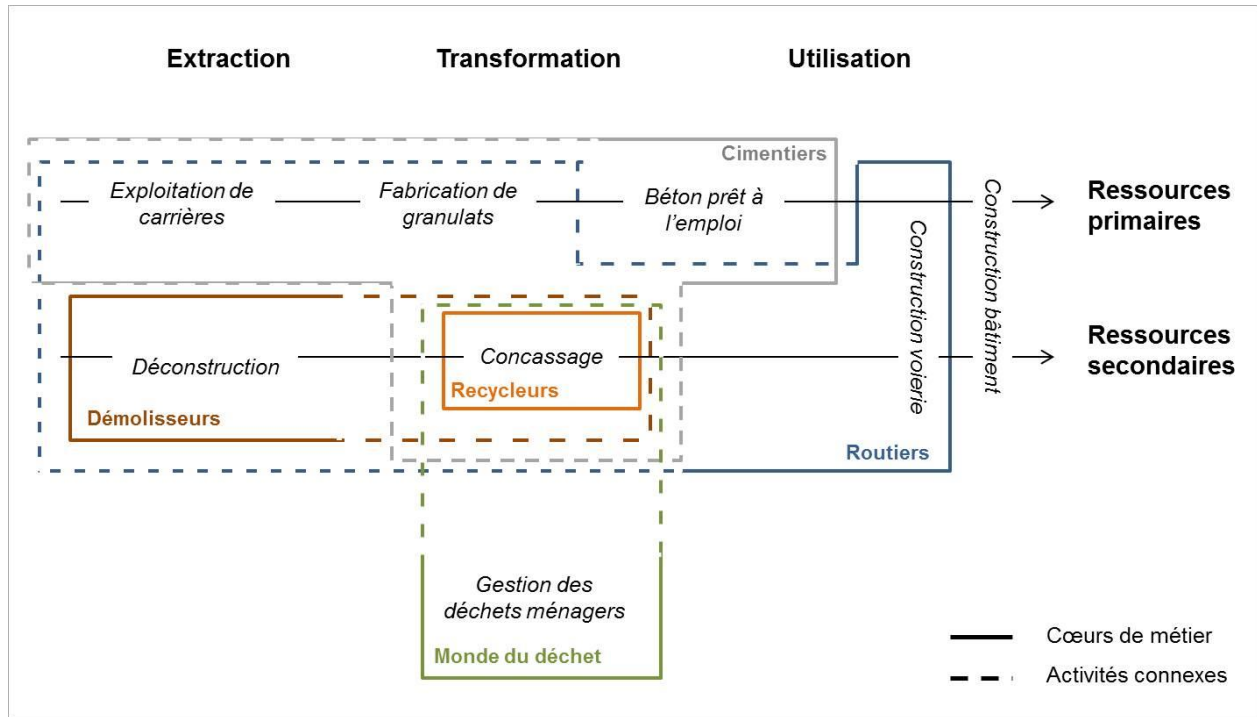 Extraction
Transformation
Utilisation
Cimentiers
Exploitation de
carrières
Fabrication de
granulats
Béton prêt à
l'emploi
Construction voierie
Construction bâtiment
Ressources
primaires
Déconstruction
Concassage
Ressources
secondaires
Recycleurs
Démolisseurs
Routiers
Gestion des
déchets ménagers
Monde du déchet
Cœurs de métier
Activités connexes